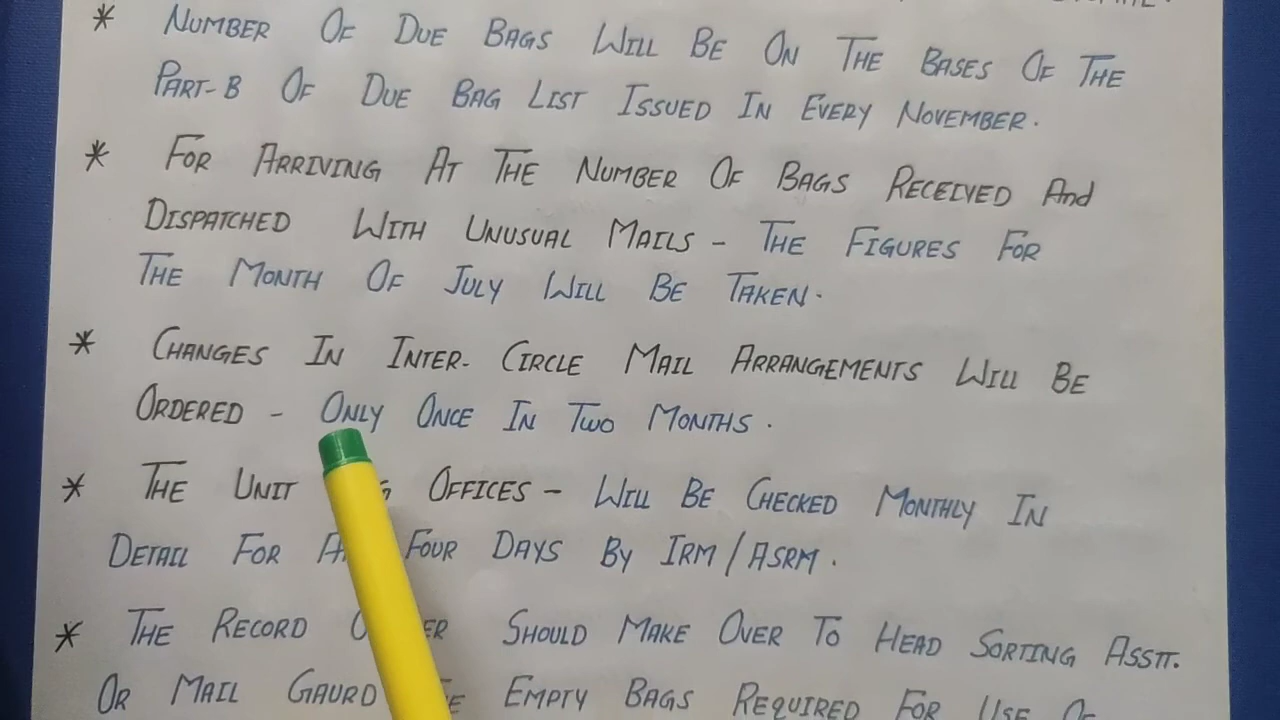 * Number Of Due Bags Will Be On The Bases Of The
Part-B Of Due Bag List Issued In Every November.
* For Arriving At The Number Of Bags Received And
Dispatched With Unusual Mails - The Figures For
The Month Of July Will Be Taken.
* Changes In Inter-Circle Mail Arrangements Will Be
Ordered - Only Once In Two Months.
* The Unit Offices - Will Be Checked Monthly In
Detail For Four Days By IRM/ASRM.
* The Record Should Make Over To Head Sorting Asstt.
Or Mail Gaurd Empty Bags Required For Use Of